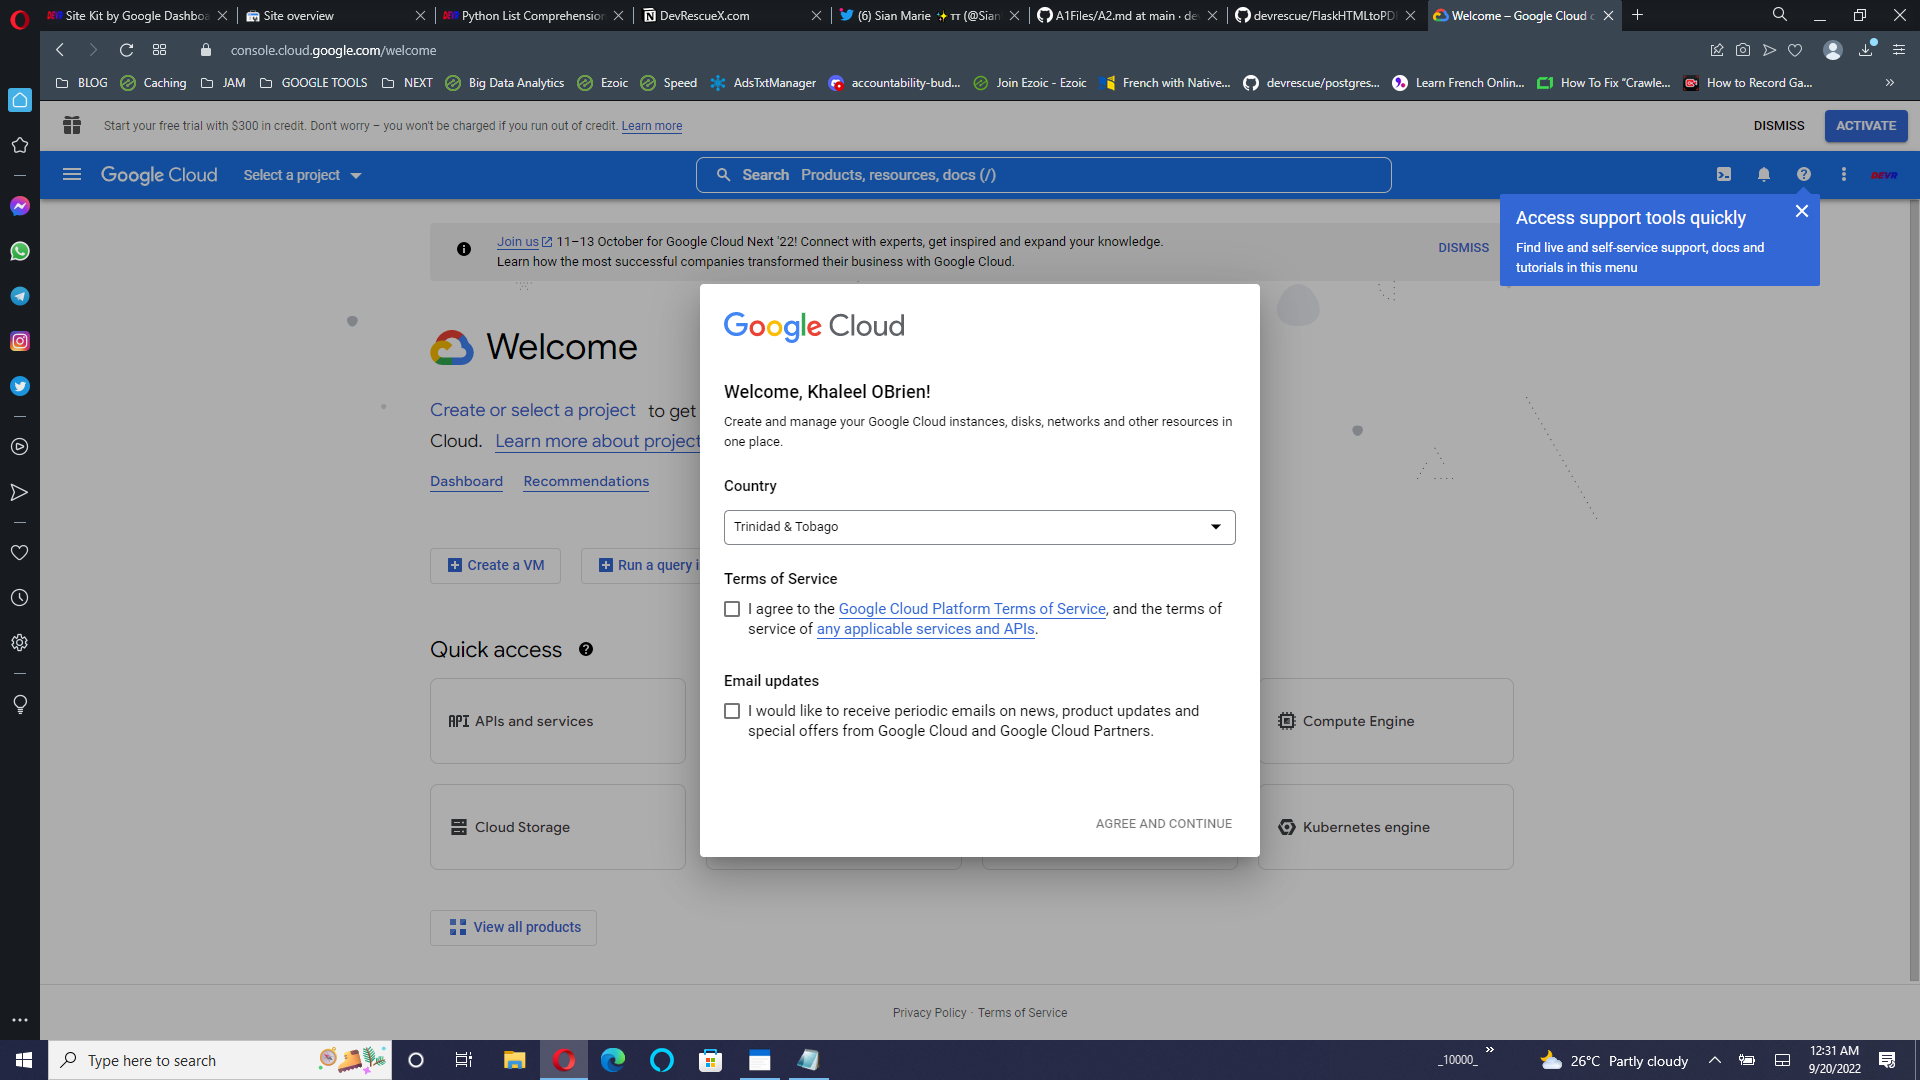 Site Kit by Google Dashboa
Site overview
Python List Comprehension
DevRescueX.com
(6) Sian Marie ✨ᴛᴛ (@Sian
A1Files/A2.md at main · de
devrescue/FlaskHTMLtoPD
Welcome – Google Cloud c
console.cloud.google.com/welcome
BLOG
Caching
JAM
GOOGLE TOOLS
NEXT
Big Data Analytics
Ezoic
Speed
AdsTxtManager
accountability-bud...
Join Ezoic - Ezoic
French with Native...
devrescue/postgres...
Learn French Onlin...
How To Fix "Crawle...
How to Record Ga...
Start your free trial with $300 in credit. Don't worry – you won't be charged if you run out of credit. Learn more
DISMISS
ACTIVATE
Google Cloud
Select a project
Search Products, resources, docs (/)
DEVR
Access support tools quickly
Find live and self-service support, docs and
tutorials in this menu
Join us 11–13 October for Google Cloud Next '22! Connect with experts, get inspired and expand your knowledge.
Learn how the most successful companies transformed their business with Google Cloud.
DISMISS
Welcome
Create or select a project to get
Cloud. Learn more about project
Dashboard
Recommendations
Create a VM
Run a query i
Quick access
API APIs and services
Compute Engine
Cloud Storage
Kubernetes engine
View all products
Google Cloud
Welcome, Khaleel OBrien!
Create and manage your Google Cloud instances, disks, networks and other resources in
one place.
Country
Trinidad & Tobago
Terms of Service
I agree to the Google Cloud Platform Terms of Service, and the terms of
service of any applicable services and APIs.
Email updates
I would like to receive periodic emails on news, product updates and
special offers from Google Cloud and Google Cloud Partners.
AGREE AND CONTINUE
Privacy Policy · Terms of Service
Type here to search
_10000_
26°C Partly cloudy
12:31 AM
9/20/2022